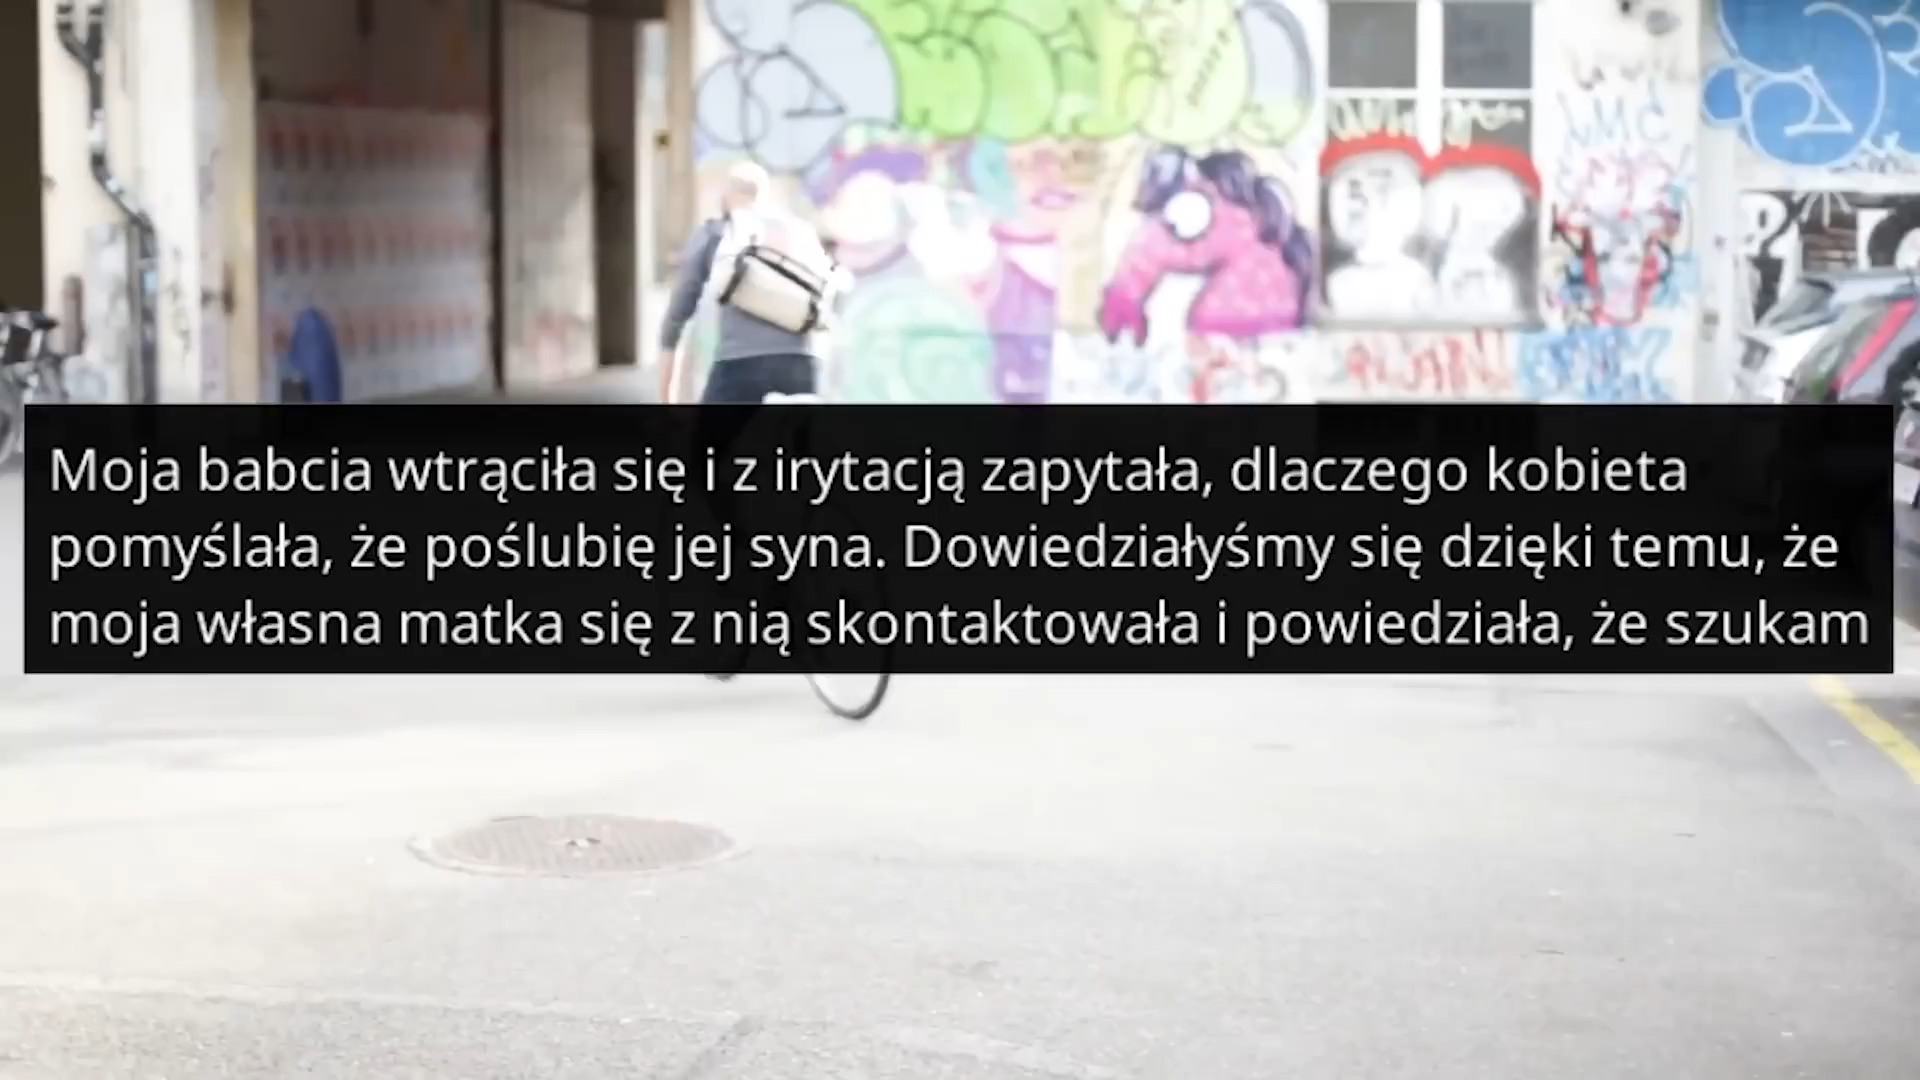 Moja babcia wtrąciła się i z irytacją zapytała, dlaczego kobieta
pomyślała, że poślubię jej syna. Dowiedziałyśmy się dzięki temu, że
moja własna matka się z nią skontaktowała i powiedziała, że szukam